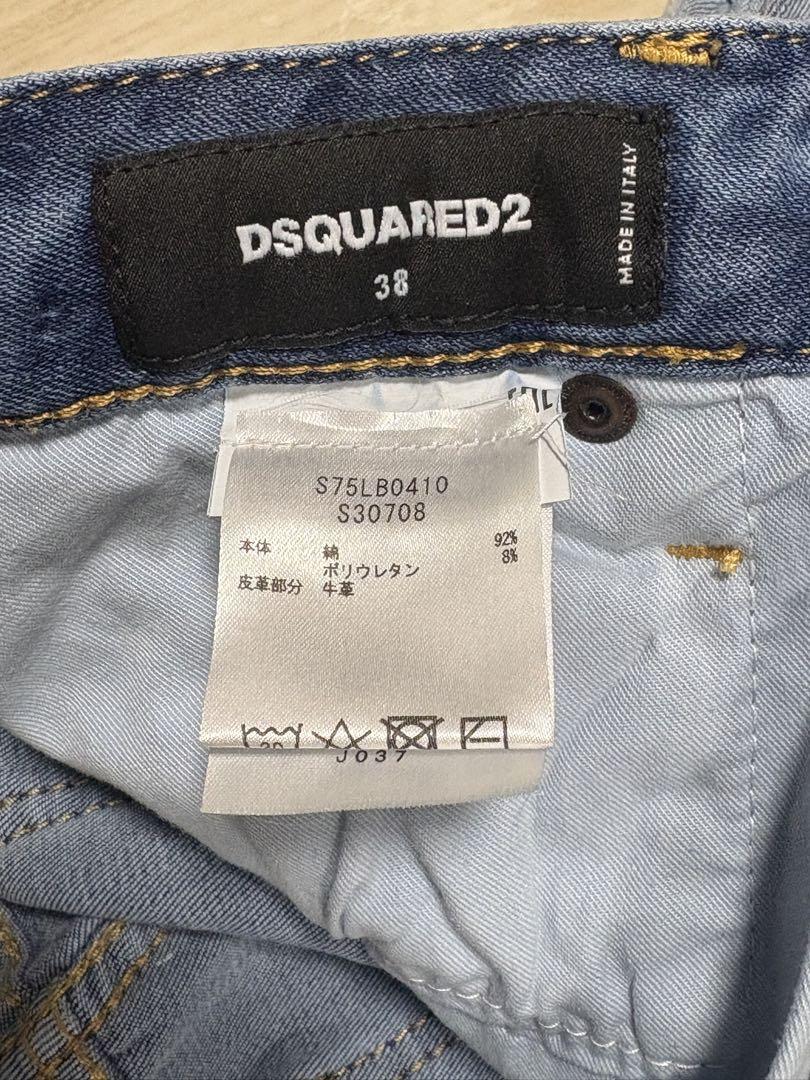 DSQUARED2
38
MADE IN ITALY
S75LB0410
S30708
本体 綿 92%
ポリウレタン 8%
皮革部分 牛革
J037